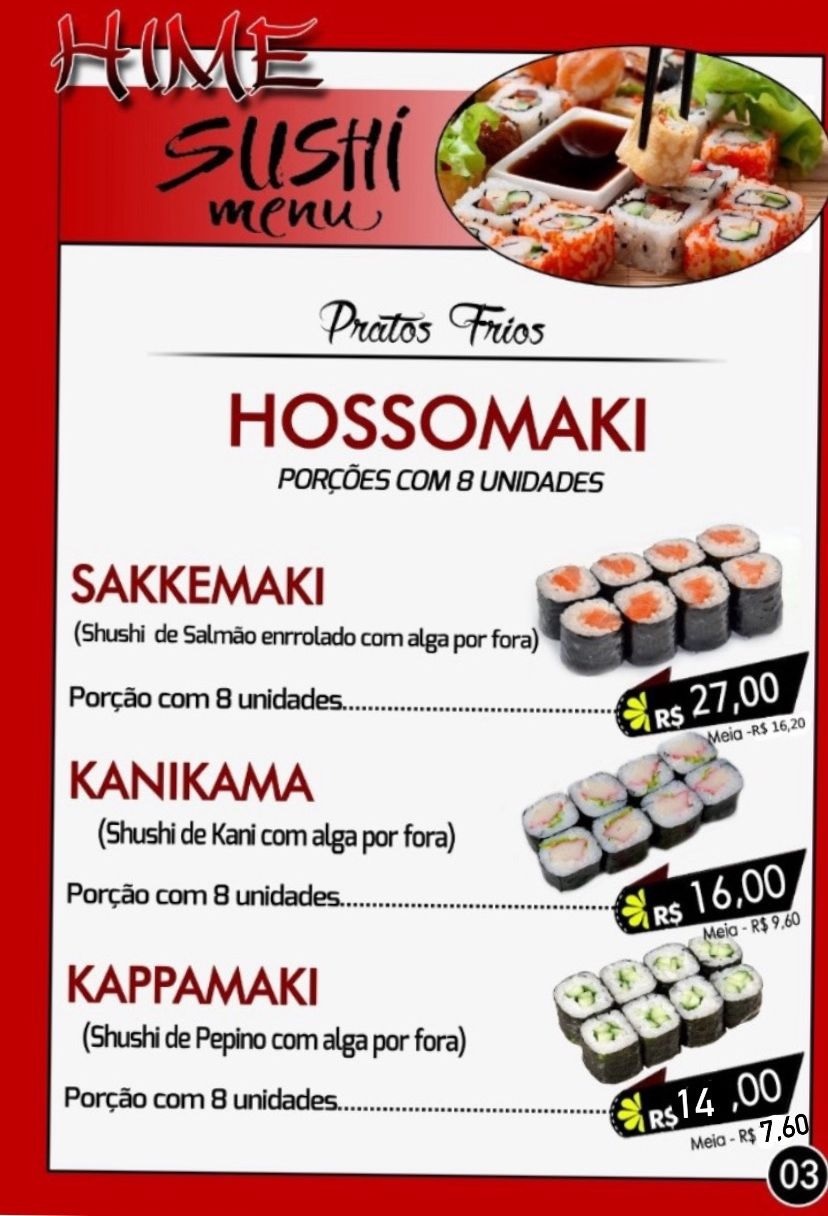 HIME
SUSHI
menu
Pratos Frios
HOSSOMAKI
PORÇÕES COM 8 UNIDADES
SAKKEMAKI
(Shushi de Salmão enrrolado com alga por fora)
Porção com 8 unidades..................................................... R$ 27,00
Meia -R$ 16,20
KANIKAMA
(Shushi de Kani com alga por fora)
Porção com 8 unidades..................................................... R$ 16,00
Meia - R$ 9,60
KAPPAMAKI
(Shushi de Pepino com alga por fora)
Porção com 8 unidades..................................................... R$ 14 ,00
Meia - R$ 7,60
03